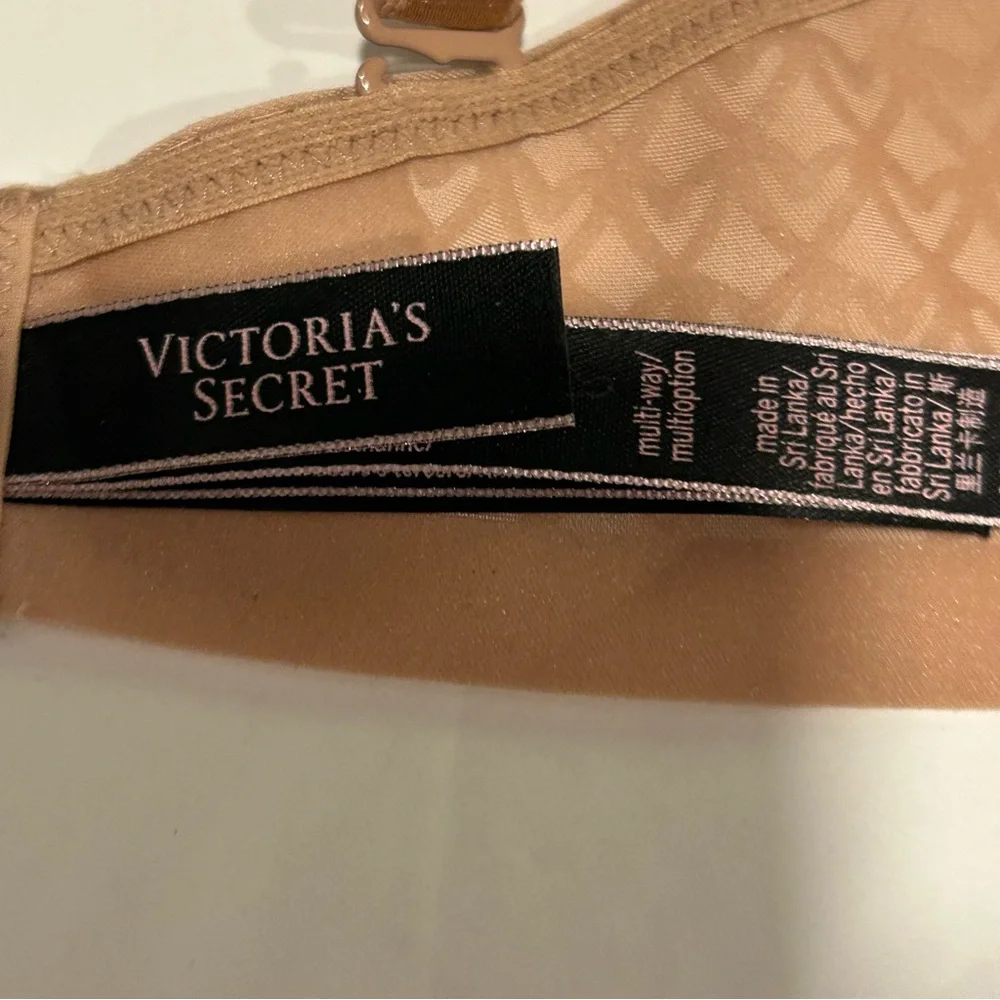 VICTORIA'S
SECRET
multi-way/
multioption
made in
Sri Lanka/
fabriqué au Sri
Lanka/hecho
en Sri Lanka/
fabbricato in
Sri Lanka/ 斯
里兰卡制造